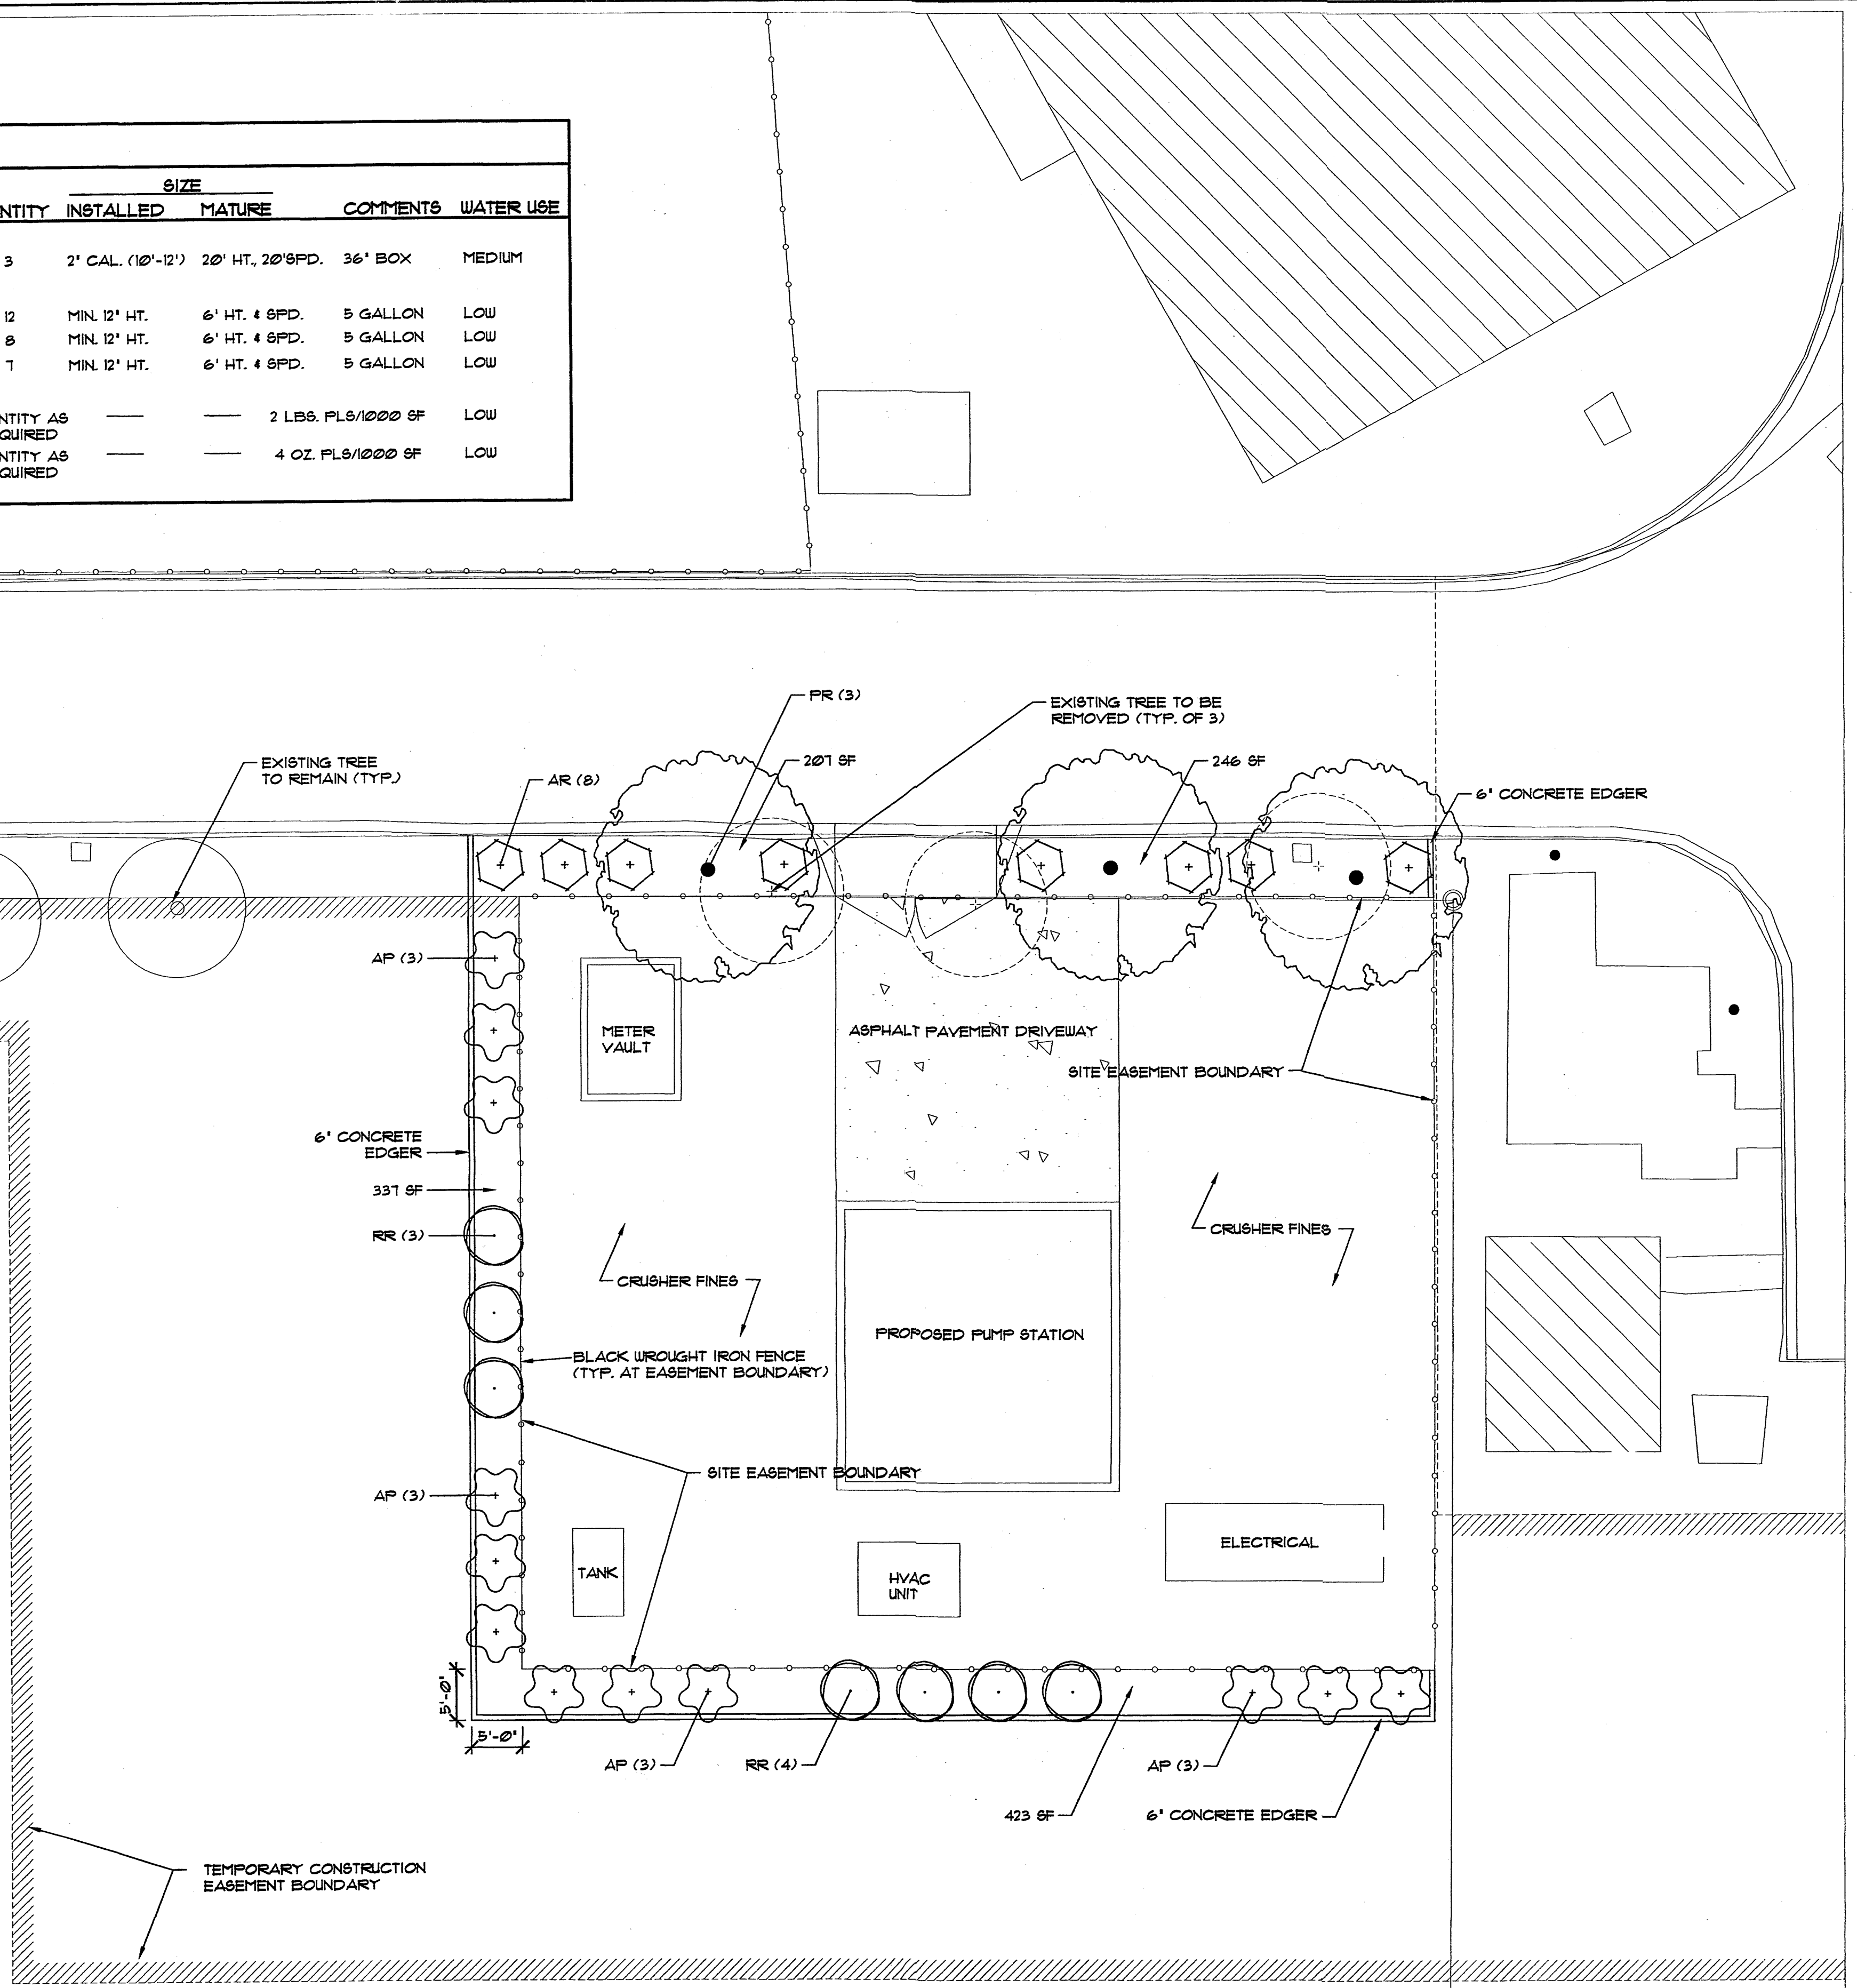 SIZE
NTITY INSTALLED MATURE COMMENTS WATER USE
3 2" CAL. (10'-12') 20' HT., 20'SPD. 36" BOX MEDIUM
12 MIN. 12" HT. 6' HT. & SPD. 5 GALLON LOW
8 MIN. 12" HT. 6' HT. & SPD. 5 GALLON LOW
7 MIN. 12" HT. 6' HT. & SPD. 5 GALLON LOW
NTITY AS —— —— 2 LBS. PLS/1000 SF LOW
QUIRED
NTITY AS —— —— 4 OZ. PLS/1000 SF LOW
QUIRED
PR (3)
EXISTING TREE TO BE
REMOVED (TYP. OF 3)
EXISTING TREE
TO REMAIN (TYP.)
AR (8)
207 SF
246 SF
6" CONCRETE EDGER
AP (3)
METER
VAULT
ASPHALT PAVEMENT DRIVEWAY
SITE EASEMENT BOUNDARY
6" CONCRETE
EDGER
337 SF
RR (3)
CRUSHER FINES
CRUSHER FINES
PROPOSED PUMP STATION
BLACK WROUGHT IRON FENCE
(TYP. AT EASEMENT BOUNDARY)
SITE EASEMENT BOUNDARY
AP (3)
TANK
HVAC
UNIT
ELECTRICAL
5'-0"
5'-0"
AP (3)
RR (4)
AP (3)
423 SF
6" CONCRETE EDGER
TEMPORARY CONSTRUCTION
EASEMENT BOUNDARY